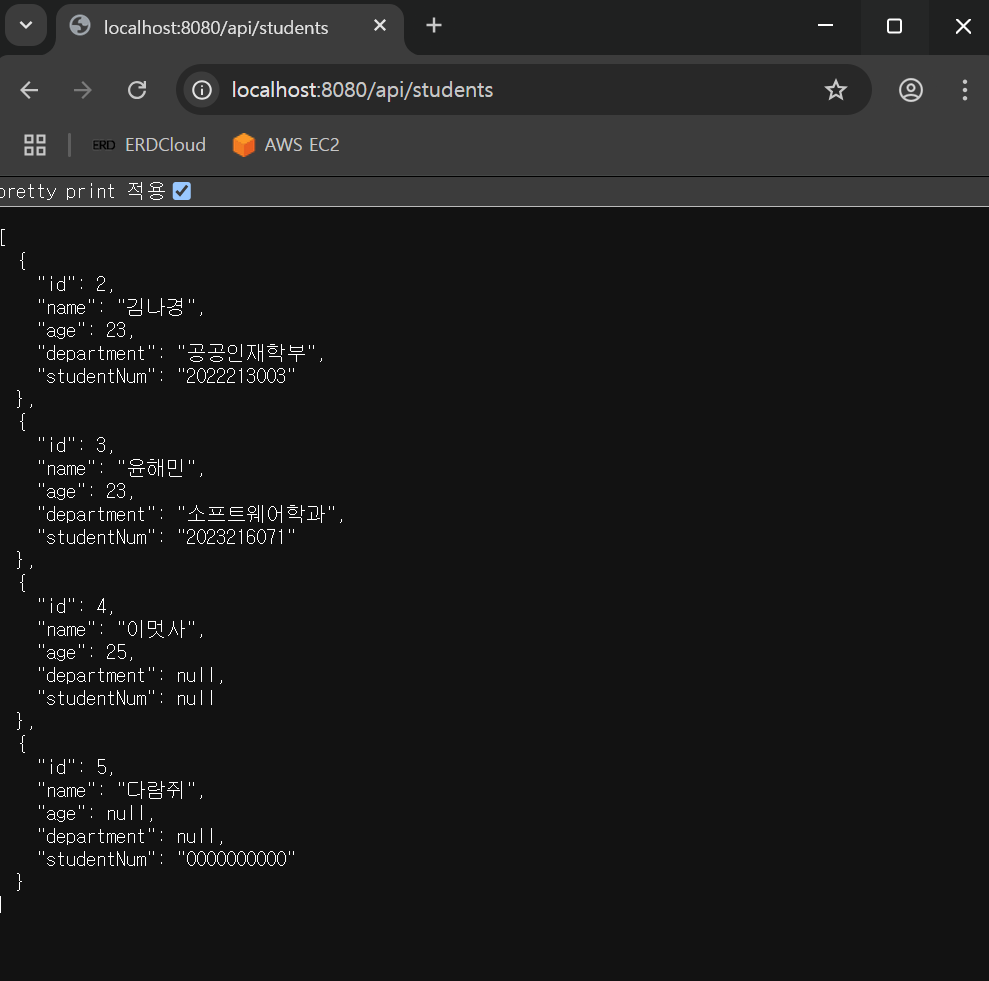 localhost:8080/api/students
localhost:8080/api/students
ERD ERDCloud AWS EC2
pretty print 적용
[
  {
    "id": 2,
    "name": "김나경",
    "age": 23,
    "department": "공공인재학부",
    "studentNum": "2022213003"
  },
  {
    "id": 3,
    "name": "윤해민",
    "age": 23,
    "department": "소프트웨어학과",
    "studentNum": "2023216071"
  },
  {
    "id": 4,
    "name": "이멋사",
    "age": 25,
    "department": null,
    "studentNum": null
  },
  {
    "id": 5,
    "name": "다람쥐",
    "age": null,
    "department": null,
    "studentNum": "0000000000"
  }
]